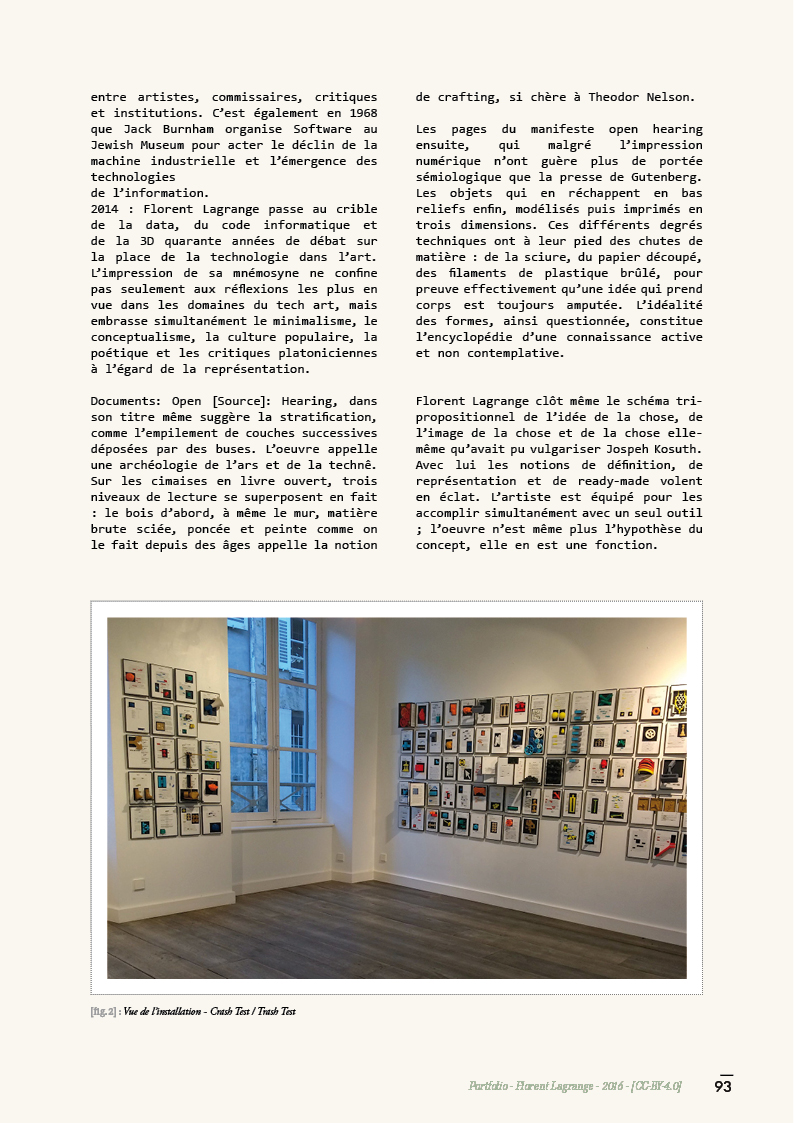 entre artistes, commissaires, critiques
et institutions. C’est également en 1968
que Jack Burnham organise Software au
Jewish Museum pour acter le déclin de la
machine industrielle et l’émergence des
technologies
de l’information.
2014 : Florent Lagrange passe au crible
de la data, du code informatique et
de la 3D quarante années de débat sur
la place de la technologie dans l’art.
L’impression de sa mnémosyne ne confine
pas seulement aux réflexions les plus en
vue dans les domaines du tech art, mais
embrasse simultanément le minimalisme, le
conceptualisme, la culture populaire, la
poétique et les critiques platoniciennes
à l’égard de la représentation.
Documents: Open [Source]: Hearing, dans
son titre même suggère la stratification,
comme l’empilement de couches successives
déposées par des buses. L’oeuvre appelle
une archéologie de l’ars et de la technê.
Sur les cimaises en livre ouvert, trois
niveaux de lecture se superposent en fait
: le bois d’abord, à même le mur, matière
brute sciée, poncée et peinte comme on
le fait depuis des âges appelle la notion
de crafting, si chère à Theodor Nelson.
Les pages du manifeste open hearing
ensuite, qui malgré l’impression
numérique n’ont guère plus de portée
sémiologique que la presse de Gutenberg.
Les objets qui en réchappent en bas
reliefs enfin, modélisés puis imprimés en
trois dimensions. Ces différents degrés
techniques ont à leur pied des chutes de
matière : de la sciure, du papier découpé,
des filaments de plastique brûlé, pour
preuve effectivement qu’une idée qui prend
corps est toujours amputée. L’idéalité
des formes, ainsi questionnée, constitue
l’encyclopédie d’une connaissance active
et non contemplative.
Florent Lagrange clôt même le schéma tri-
propositionnel de l’idée de la chose, de
l’image de la chose et de la chose elle-
même qu’avait pu vulgariser Jospeh Kosuth.
Avec lui les notions de définition, de
représentation et de ready-made volent
en éclat. L’artiste est équipé pour les
accomplir simultanément avec un seul outil
; l’oeuvre n’est même plus l’hypothèse du
concept, elle en est une fonction.
[fig.2] : Vue de l’installation - Crash Test / Trash Test
Portfolio - Florent Lagrange - 2016 - [CC-BY-4.0]
93